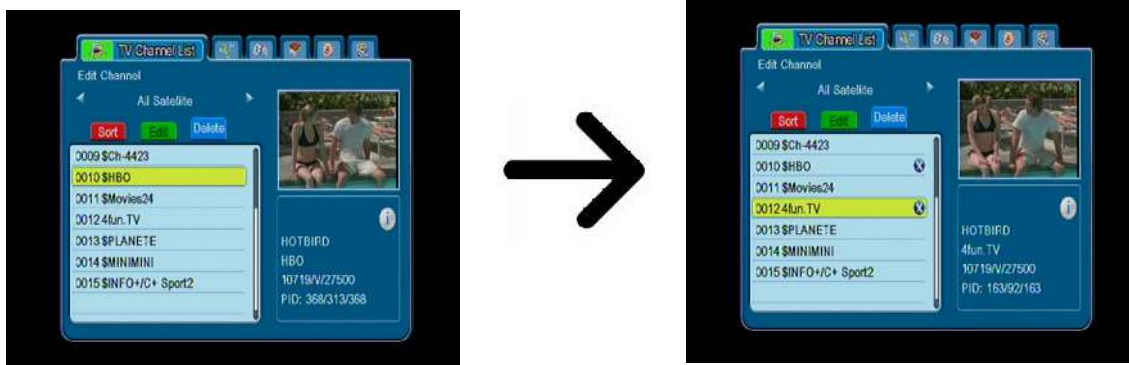 TV Channel List
Edit Channel
All Satellite
Sort Edit Delete
0009 $Ch-4423
0010 $HBO
0011 $Movies24
0012 4fun.TV
0013 $PLANETE
0014 $MINIMINI
0015 $INFO+/C+ Sport2
HOTBIRD
HBO
10719/V/27500
PID: 368/313/368
TV Channel List
Edit Channel
All Satellite
Sort Edit Delete
0009 $Ch-4423
0010 $HBO
0011 $Movies24
0012 4fun.TV
0013 $PLANETE
0014 $MINIMINI
0015 $INFO+/C+ Sport2
HOTBIRD
4fun.TV
10719/V/27500
PID: 163/92/163